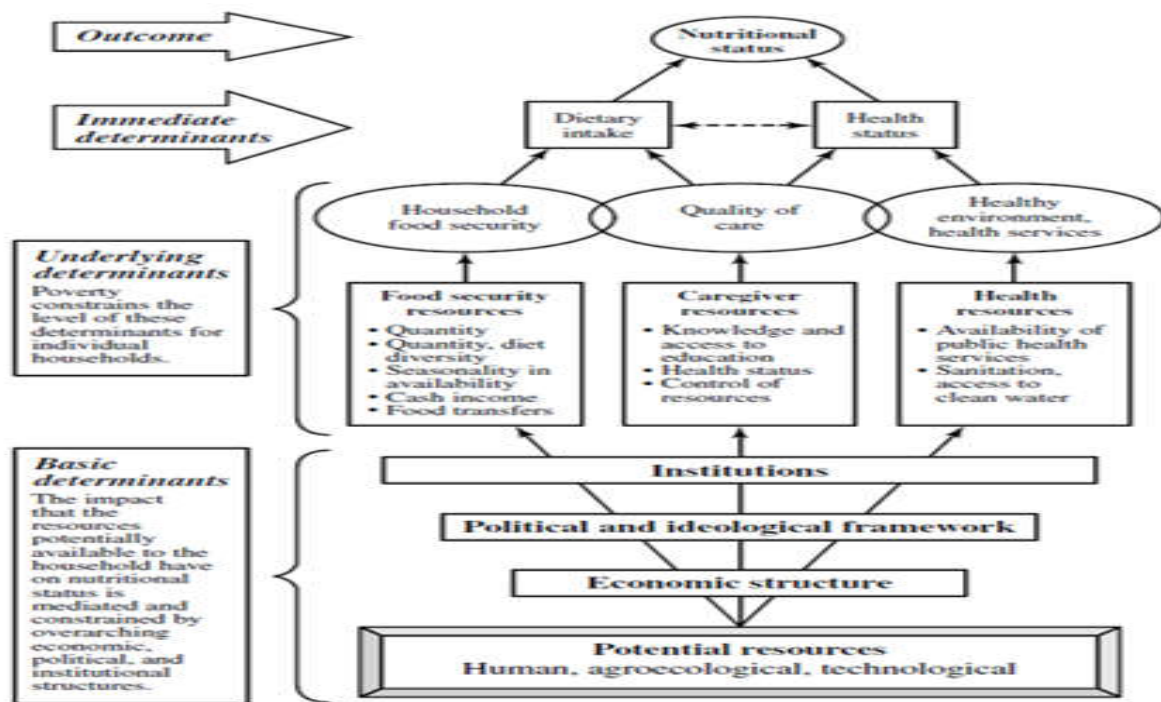 Outcome
Nutritional
status
Immediate
determinants
Dietary
intake
Health
status
Household
food security
Quality of
care
Healthy
environment,
health services
Underlying
determinants
Poverty
constrains the
level of these
determinants for
individual
households.
Food security
resources
• Quantity
• Quantity, diet
diversity
• Seasonality in
availability
• Cash income
• Food transfers
Caregiver
resources
• Knowledge and
access to
education
• Health status
• Control of
resources
Health
resources
• Availability of
public health
services
• Sanitation,
access to
clean water
Basic
determinants
The impact
that the
resources
potentially
available to the
household have
on nutritional
status is
mediated and
constrained by
overarching
economic,
political, and
institutional
structures.
Institutions
Political and ideological framework
Economic structure
Potential resources
Human, agroecological, technological